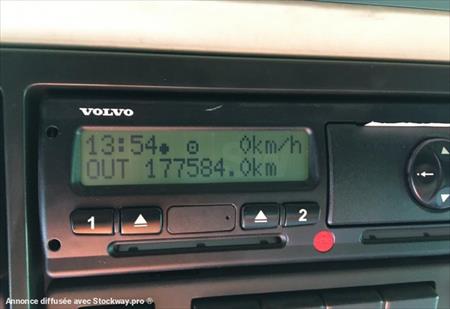 VOLVO
13:54 0km/h
OUT 177584.0km
1 2
Annonce diffusée avec Stockway.pro ®